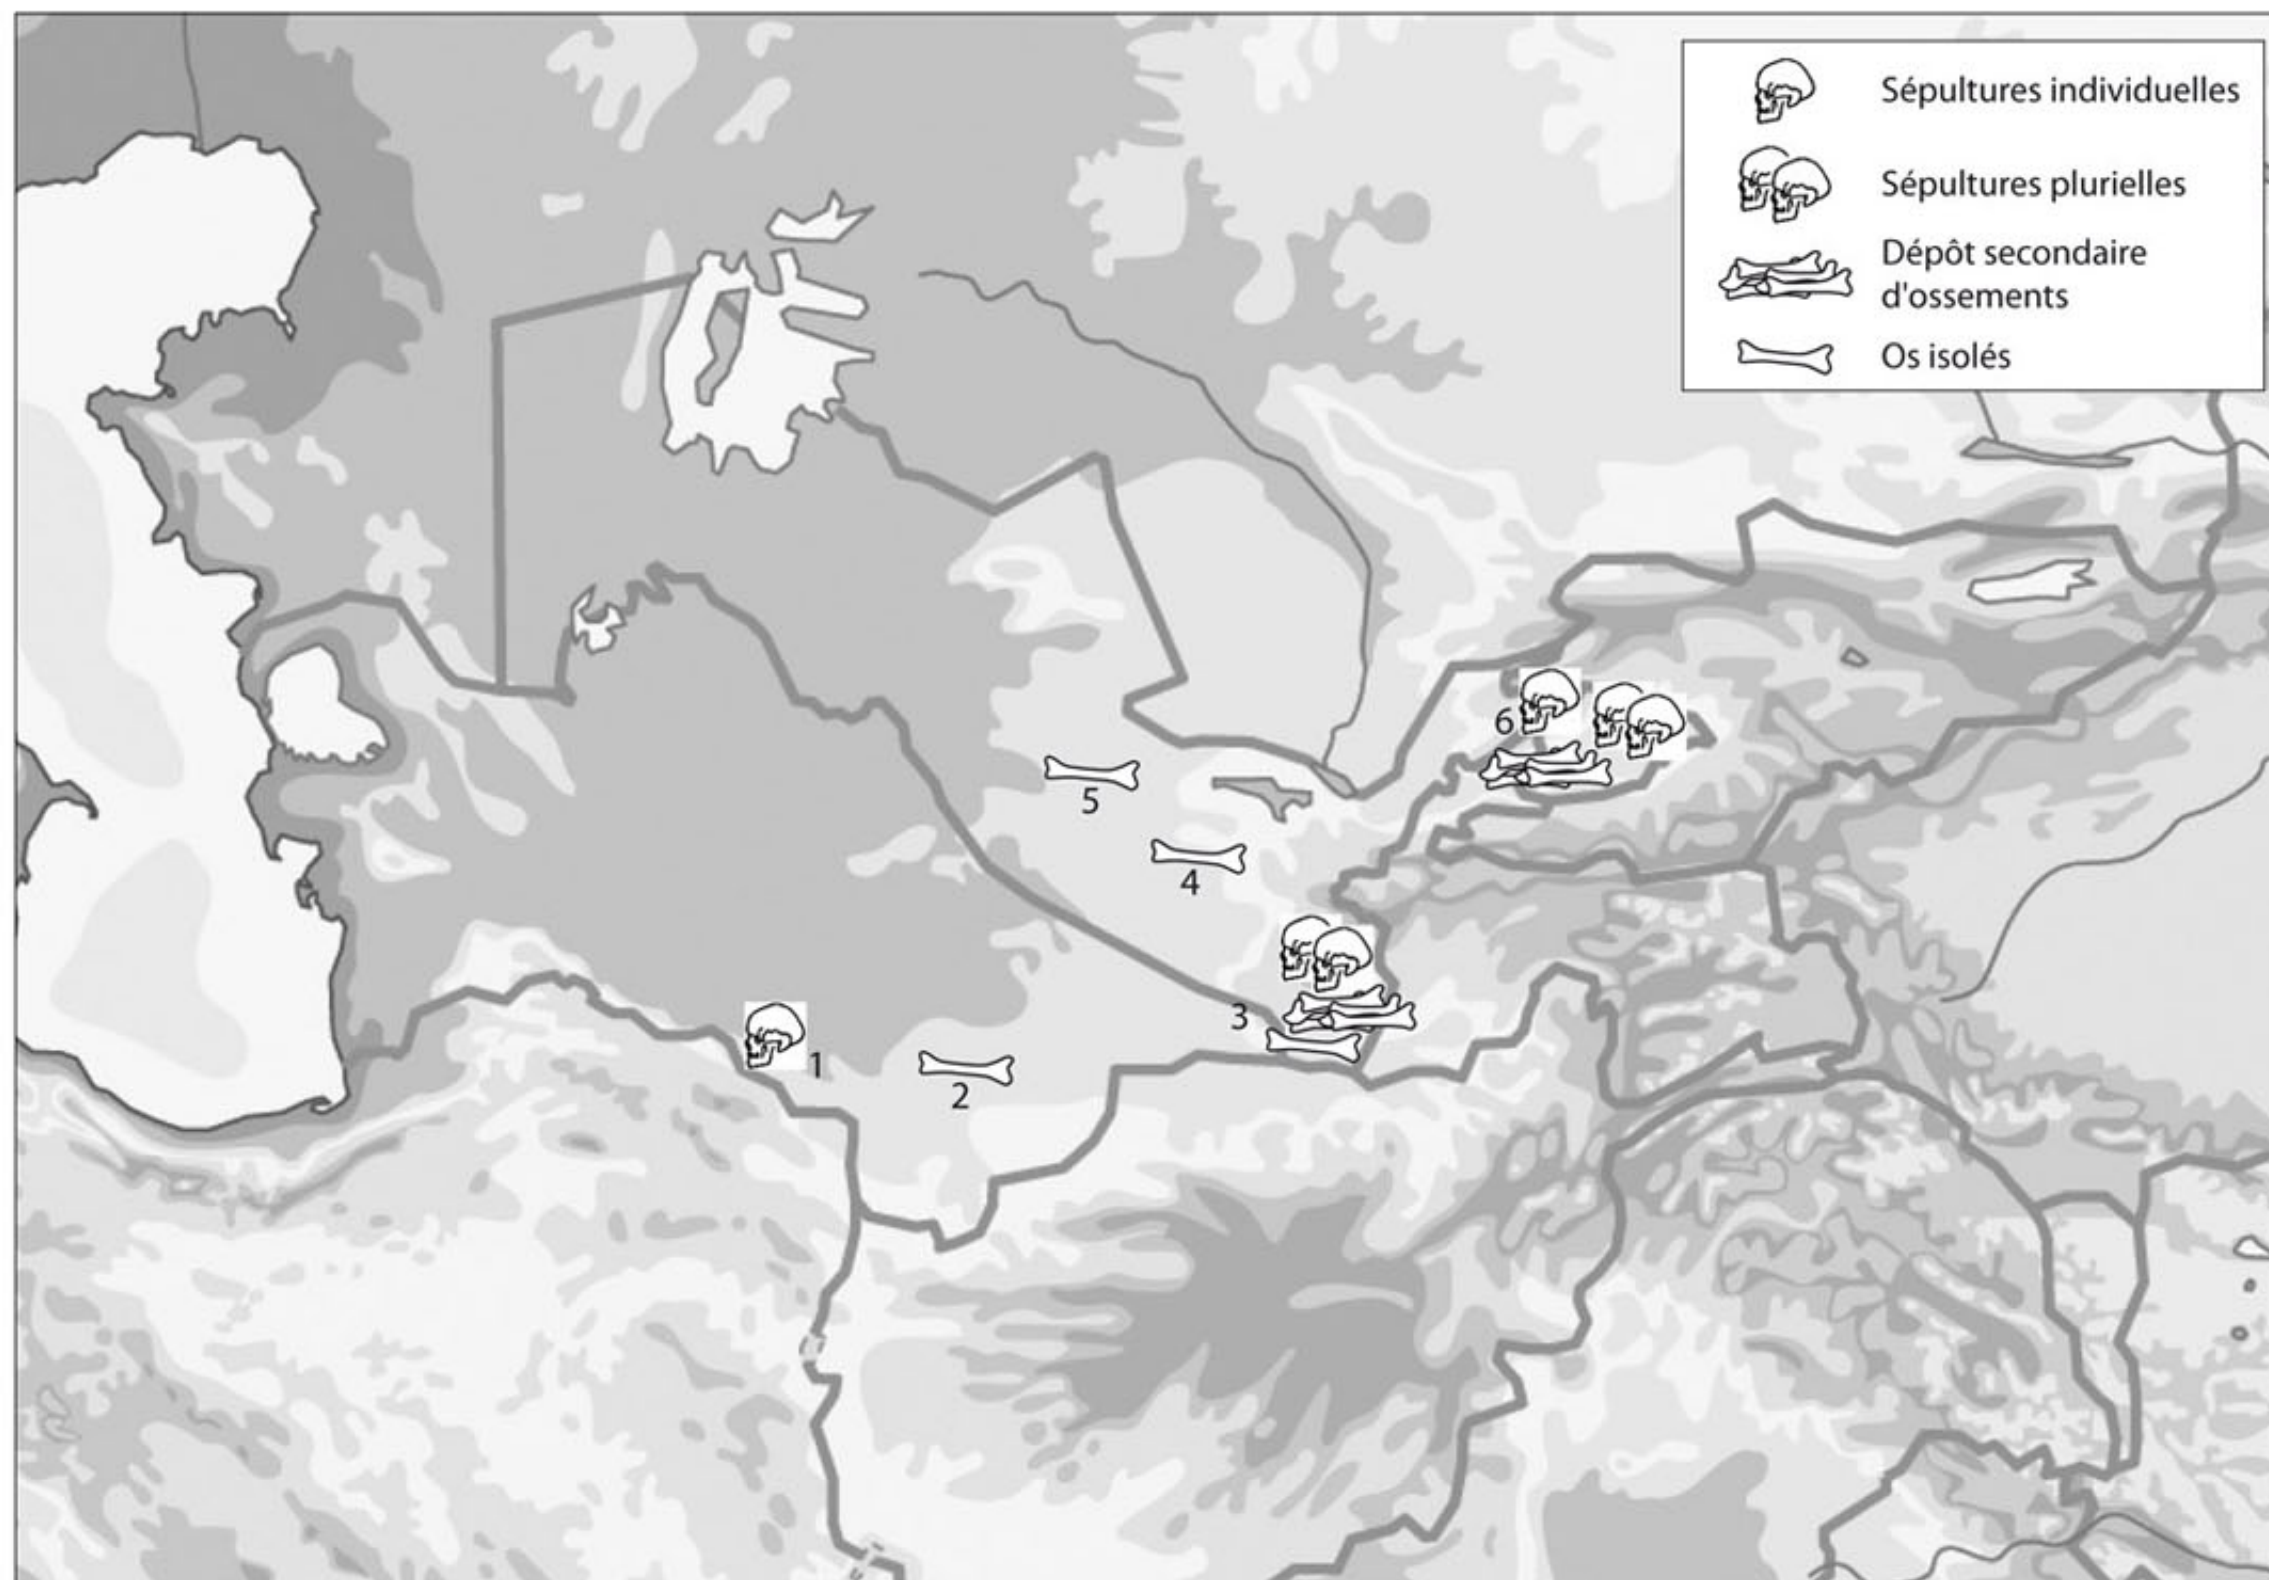 Sépultures individuelles
Sépultures plurielles
Dépôt secondaire
d'ossements
Os isolés
6
5
4
3
1
2